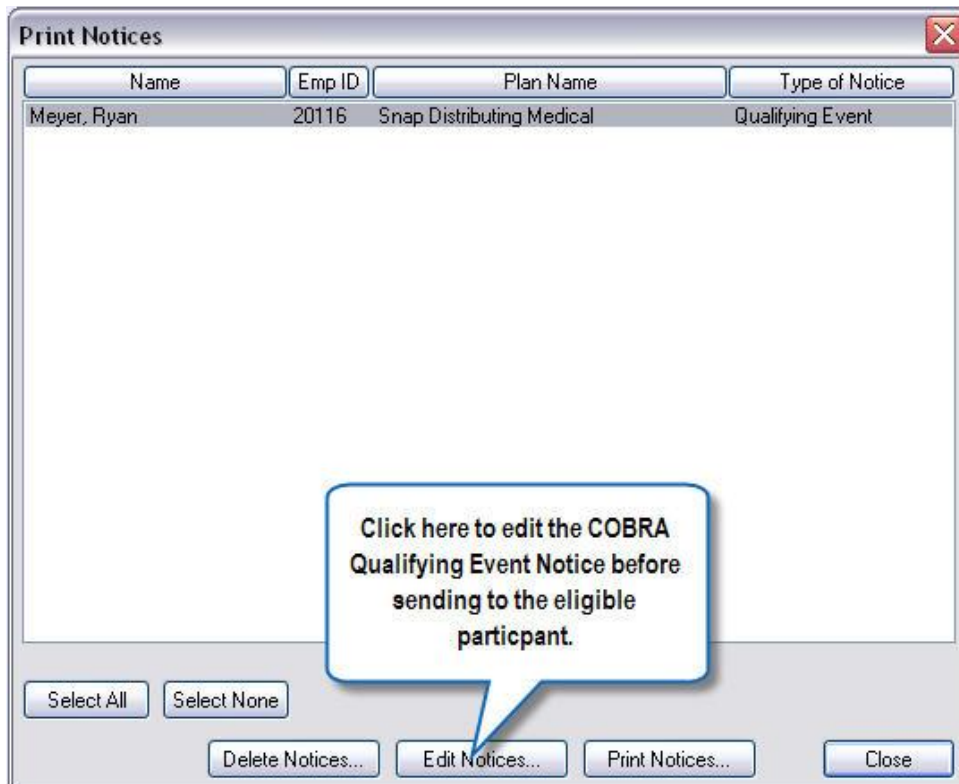 Print Notices
Name Emp ID Plan Name Type of Notice
Meyer, Ryan 20116 Snap Distributing Medical Qualifying Event
Click here to edit the COBRA
Qualifying Event Notice before
sending to the eligible
particpant.
Select All Select None
Delete Notices... Edit Notices... Print Notices... Close